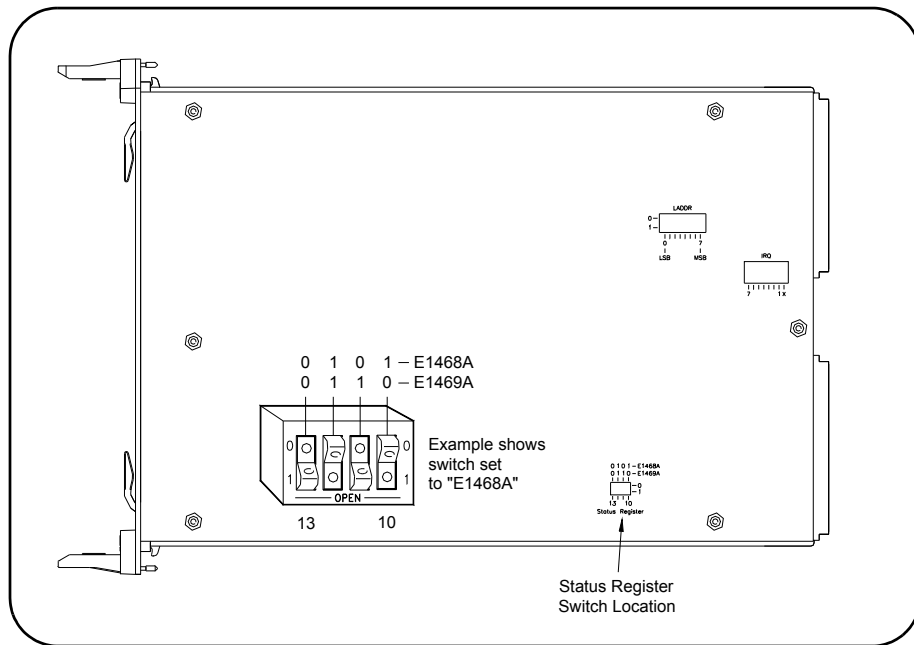 LADDR
0–
1–
0 7
LSB MSB
IRQ
7 1X
0 1 0 1 – E1468A
0 1 1 0 – E1469A
0 0
1 1
OPEN
13 10
Example shows
switch set
to "E1468A"
0 1 0 1 – E1468A
0 1 1 0 – E1469A
–0
–1
13 10
Status Register
Status Register
Switch Location